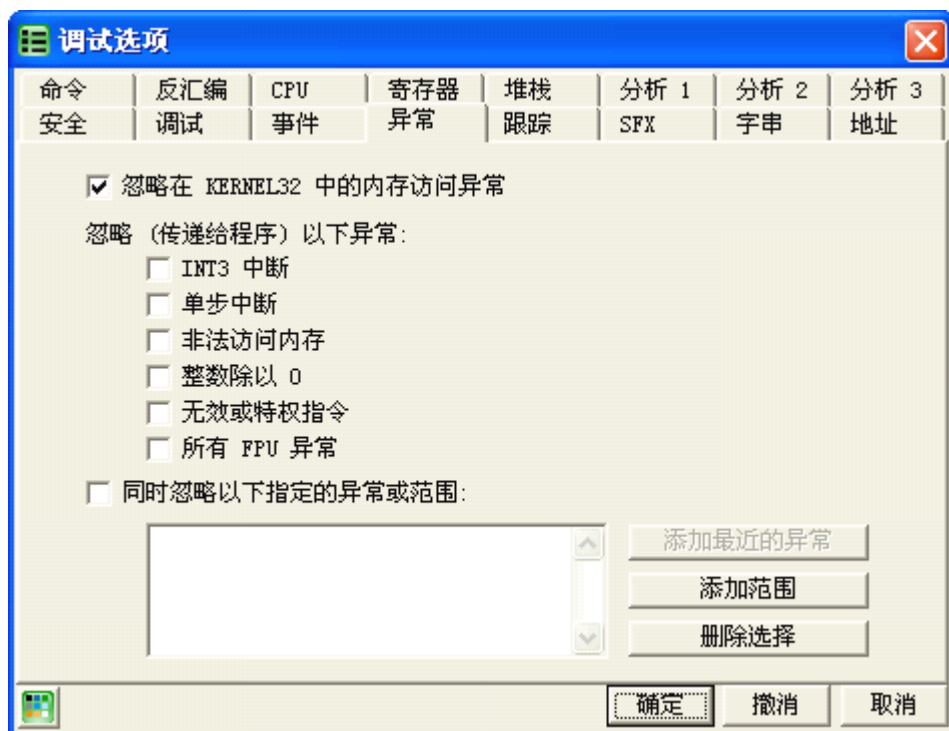 调试选项
命令 反汇编 CPU 寄存器 堆栈 分析 1 分析 2 分析 3
安全 调试 事件 异常 跟踪 SFX 字串 地址
忽略在 KERNEL32 中的内存访问异常
忽略 (传递给程序) 以下异常:
INT3 中断
单步中断
非法访问内存
整数除以 0
无效或特权指令
所有 FPU 异常
同时忽略以下指定的异常或范围:
添加最近的异常
添加范围
删除选择
确定 撤消 取消